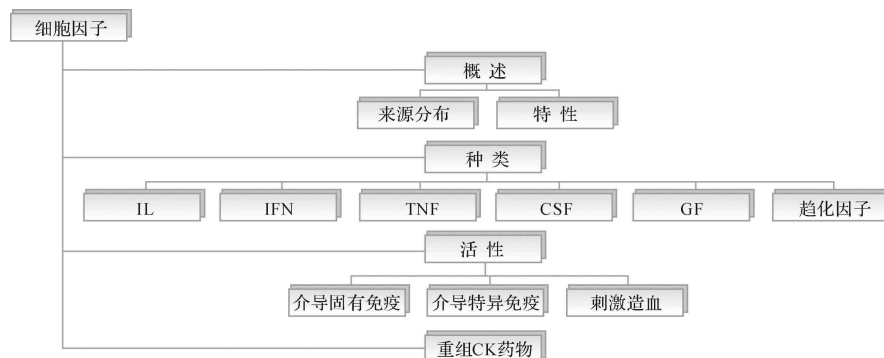 细胞因子
概述
来源分布
特性
种类
IL
IFN
TNF
CSF
GF
趋化因子
活性
介导固有免疫
介导特异免疫
刺激造血
重组CK药物